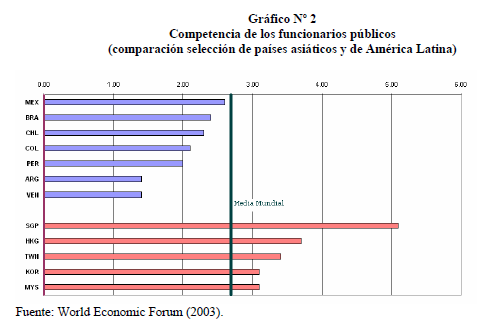 Gráfico Nº 2
Competencia de los funcionarios públicos
(comparación selección de países asiáticos y de América Latina)
0.00 1.00 2.00 3.00 4.00 5.00 6.00
MEX
BRA
CHL
COL
PER
ARG
VEN
Media Mundial
SGP
HKG
TWN
KOR
MYS
Fuente: World Economic Forum (2003).